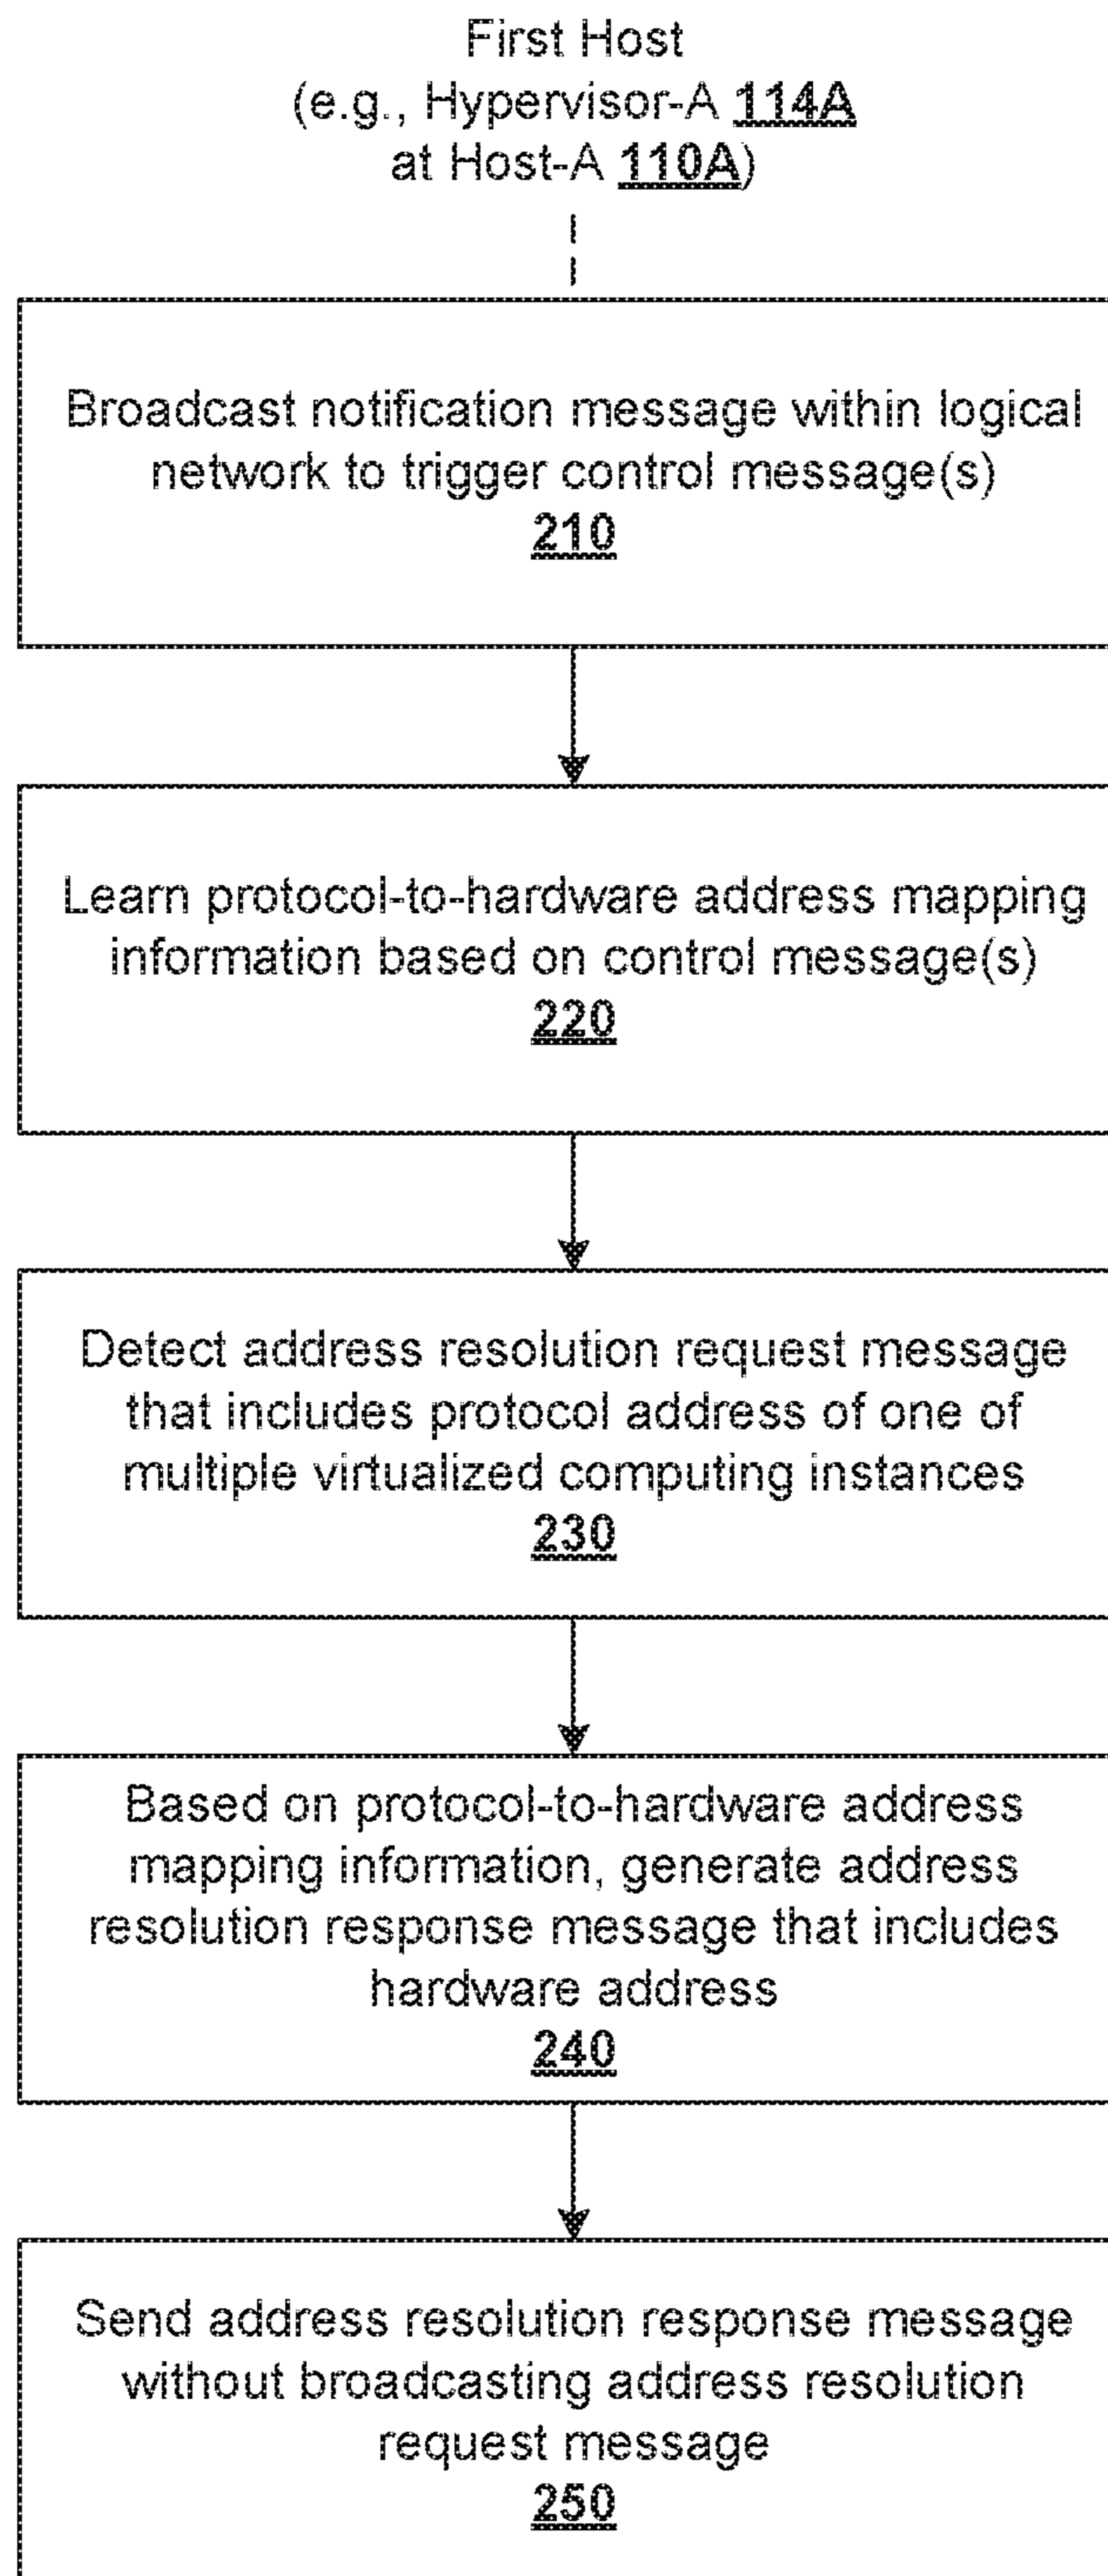 First Host
(e.g., Hypervisor-A 114A
at Host-A 110A)
Broadcast notification message within logical
network to trigger control message(s)
210
Learn protocol-to-hardware address mapping
information based on control message(s)
220
Detect address resolution request message
that includes protocol address of one of
multiple virtualized computing instances
230
Based on protocol-to-hardware address
mapping information, generate address
resolution response message that includes
hardware address
240
Send address resolution response message
without broadcasting address resolution
request message
250